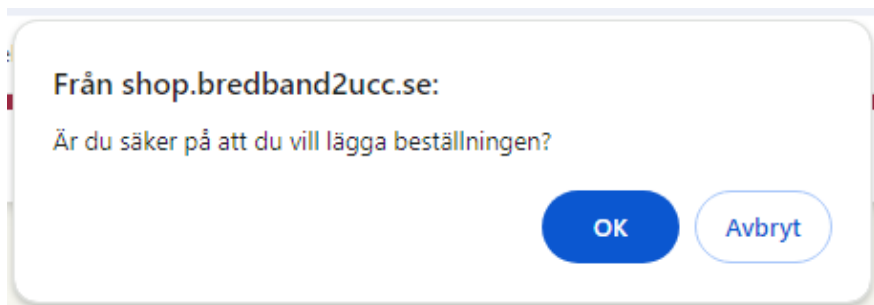 Från shop.bredband2ucc.se:
Är du säker på att du vill lägga beställningen?
OK Avbryt